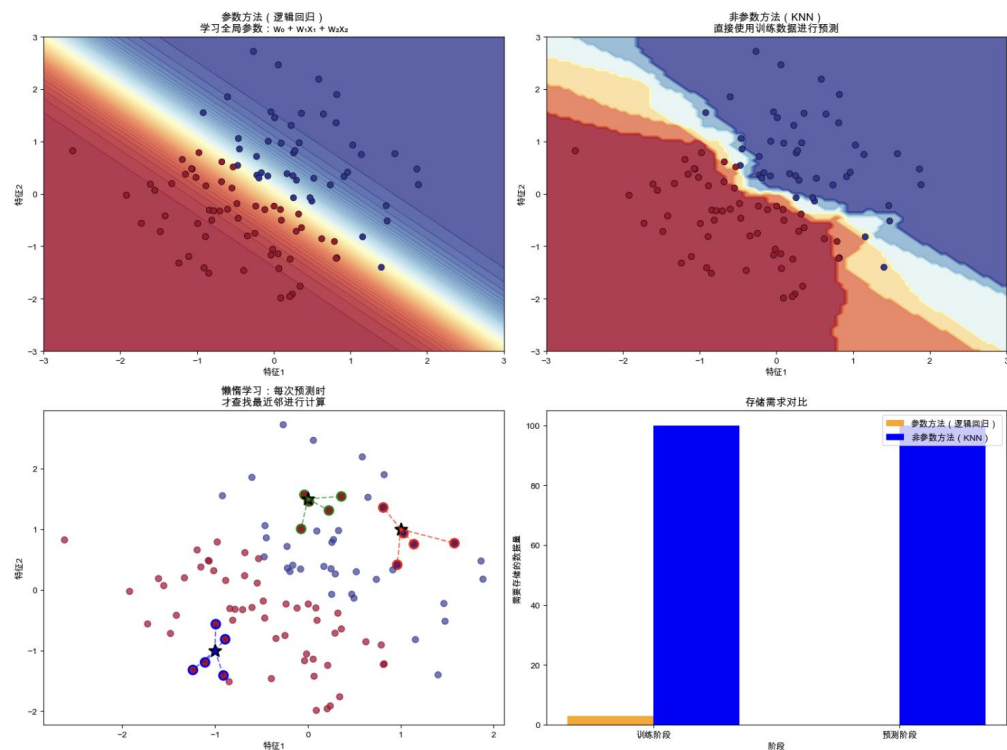 参数方法（逻辑回归）
学习全局参数：w₀ + w₁x₁ + w₂x₂
3
2
1
0
−1
−2
−3
特征2
−3
−2
−1
0
1
2
3
特征1
非参数方法（KNN）
直接使用训练数据进行预测
3
2
1
0
−1
−2
−3
特征2
−3
−2
−1
0
1
2
3
特征1
懒惰学习：每次预测时
才查找最近邻进行计算
2
1
0
−1
−2
特征2
−2
−1
0
1
2
特征1
存储需求对比
参数方法（逻辑回归）
非参数方法（KNN）
100
80
60
40
20
0
需要存储的数据量
训练阶段
预测阶段
阶段